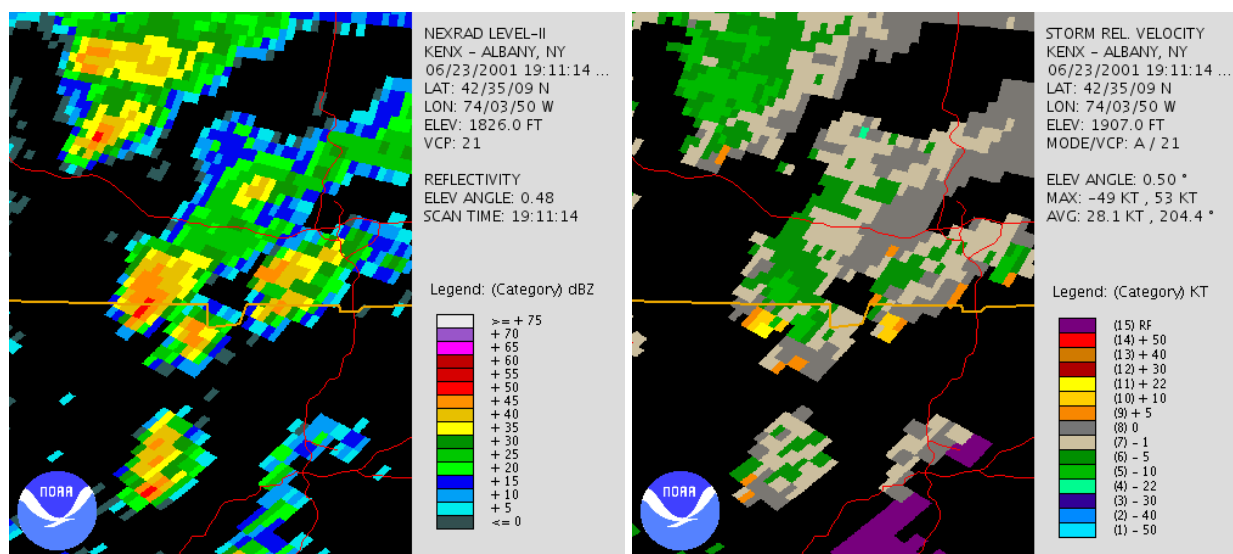 NEXRAD LEVEL-II
KENX - ALBANY, NY
06/23/2001 19:11:14 ...
LAT: 42/35/09 N
LON: 74/03/50 W
ELEV: 1826.0 FT
VCP: 21
REFLECTIVITY
ELEV ANGLE: 0.48
SCAN TIME: 19:11:14
Legend: (Category) dBZ
>= + 75
+ 70
+ 65
+ 60
+ 55
+ 50
+ 45
+ 40
+ 35
+ 30
+ 25
+ 20
+ 15
+ 10
+ 5
<= 0
NOAA
STORM REL. VELOCITY
KENX - ALBANY, NY
06/23/2001 19:11:14 ...
LAT: 42/35/09 N
LON: 74/03/50 W
ELEV: 1907.0 FT
MODE/VCP: A / 21
ELEV ANGLE: 0.50 °
MAX: -49 KT , 53 KT
AVG: 28.1 KT , 204.4 °
Legend: (Category) KT
(15) RF
(14) + 50
(13) + 40
(12) + 30
(11) + 22
(10) + 10
(9) + 5
(8) 0
(7) - 1
(6) - 5
(5) - 10
(4) - 22
(3) - 30
(2) - 40
(1) - 50
NOAA